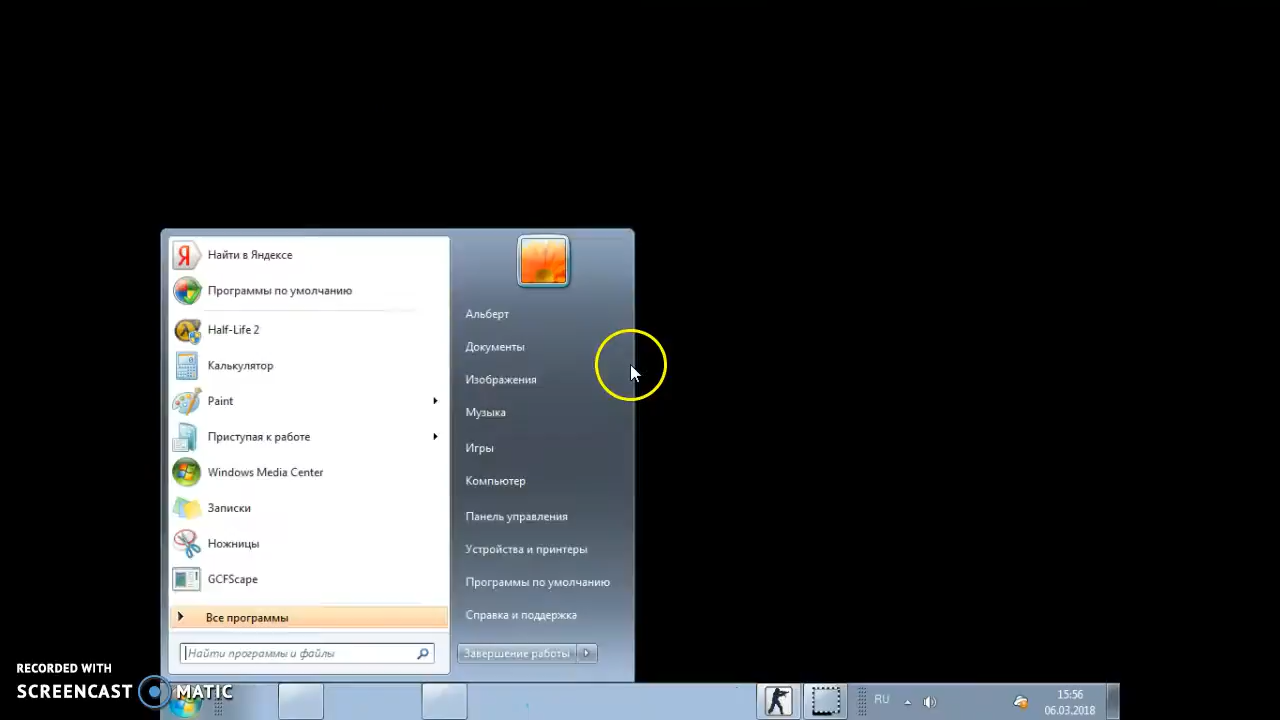 Найти в Яндексе
Программы по умолчанию
Half-Life 2
Калькулятор
Paint
Приступая к работе
Windows Media Center
Записки
Ножницы
GCFScape
Все программы
Найти программы и файлы
Альберт
Документы
Изображения
Музыка
Игры
Компьютер
Панель управления
Устройства и принтеры
Программы по умолчанию
Справка и поддержка
Завершение работы
RECORDED WITH
SCREENCAST MATIC
RU
15:56
06.03.2018